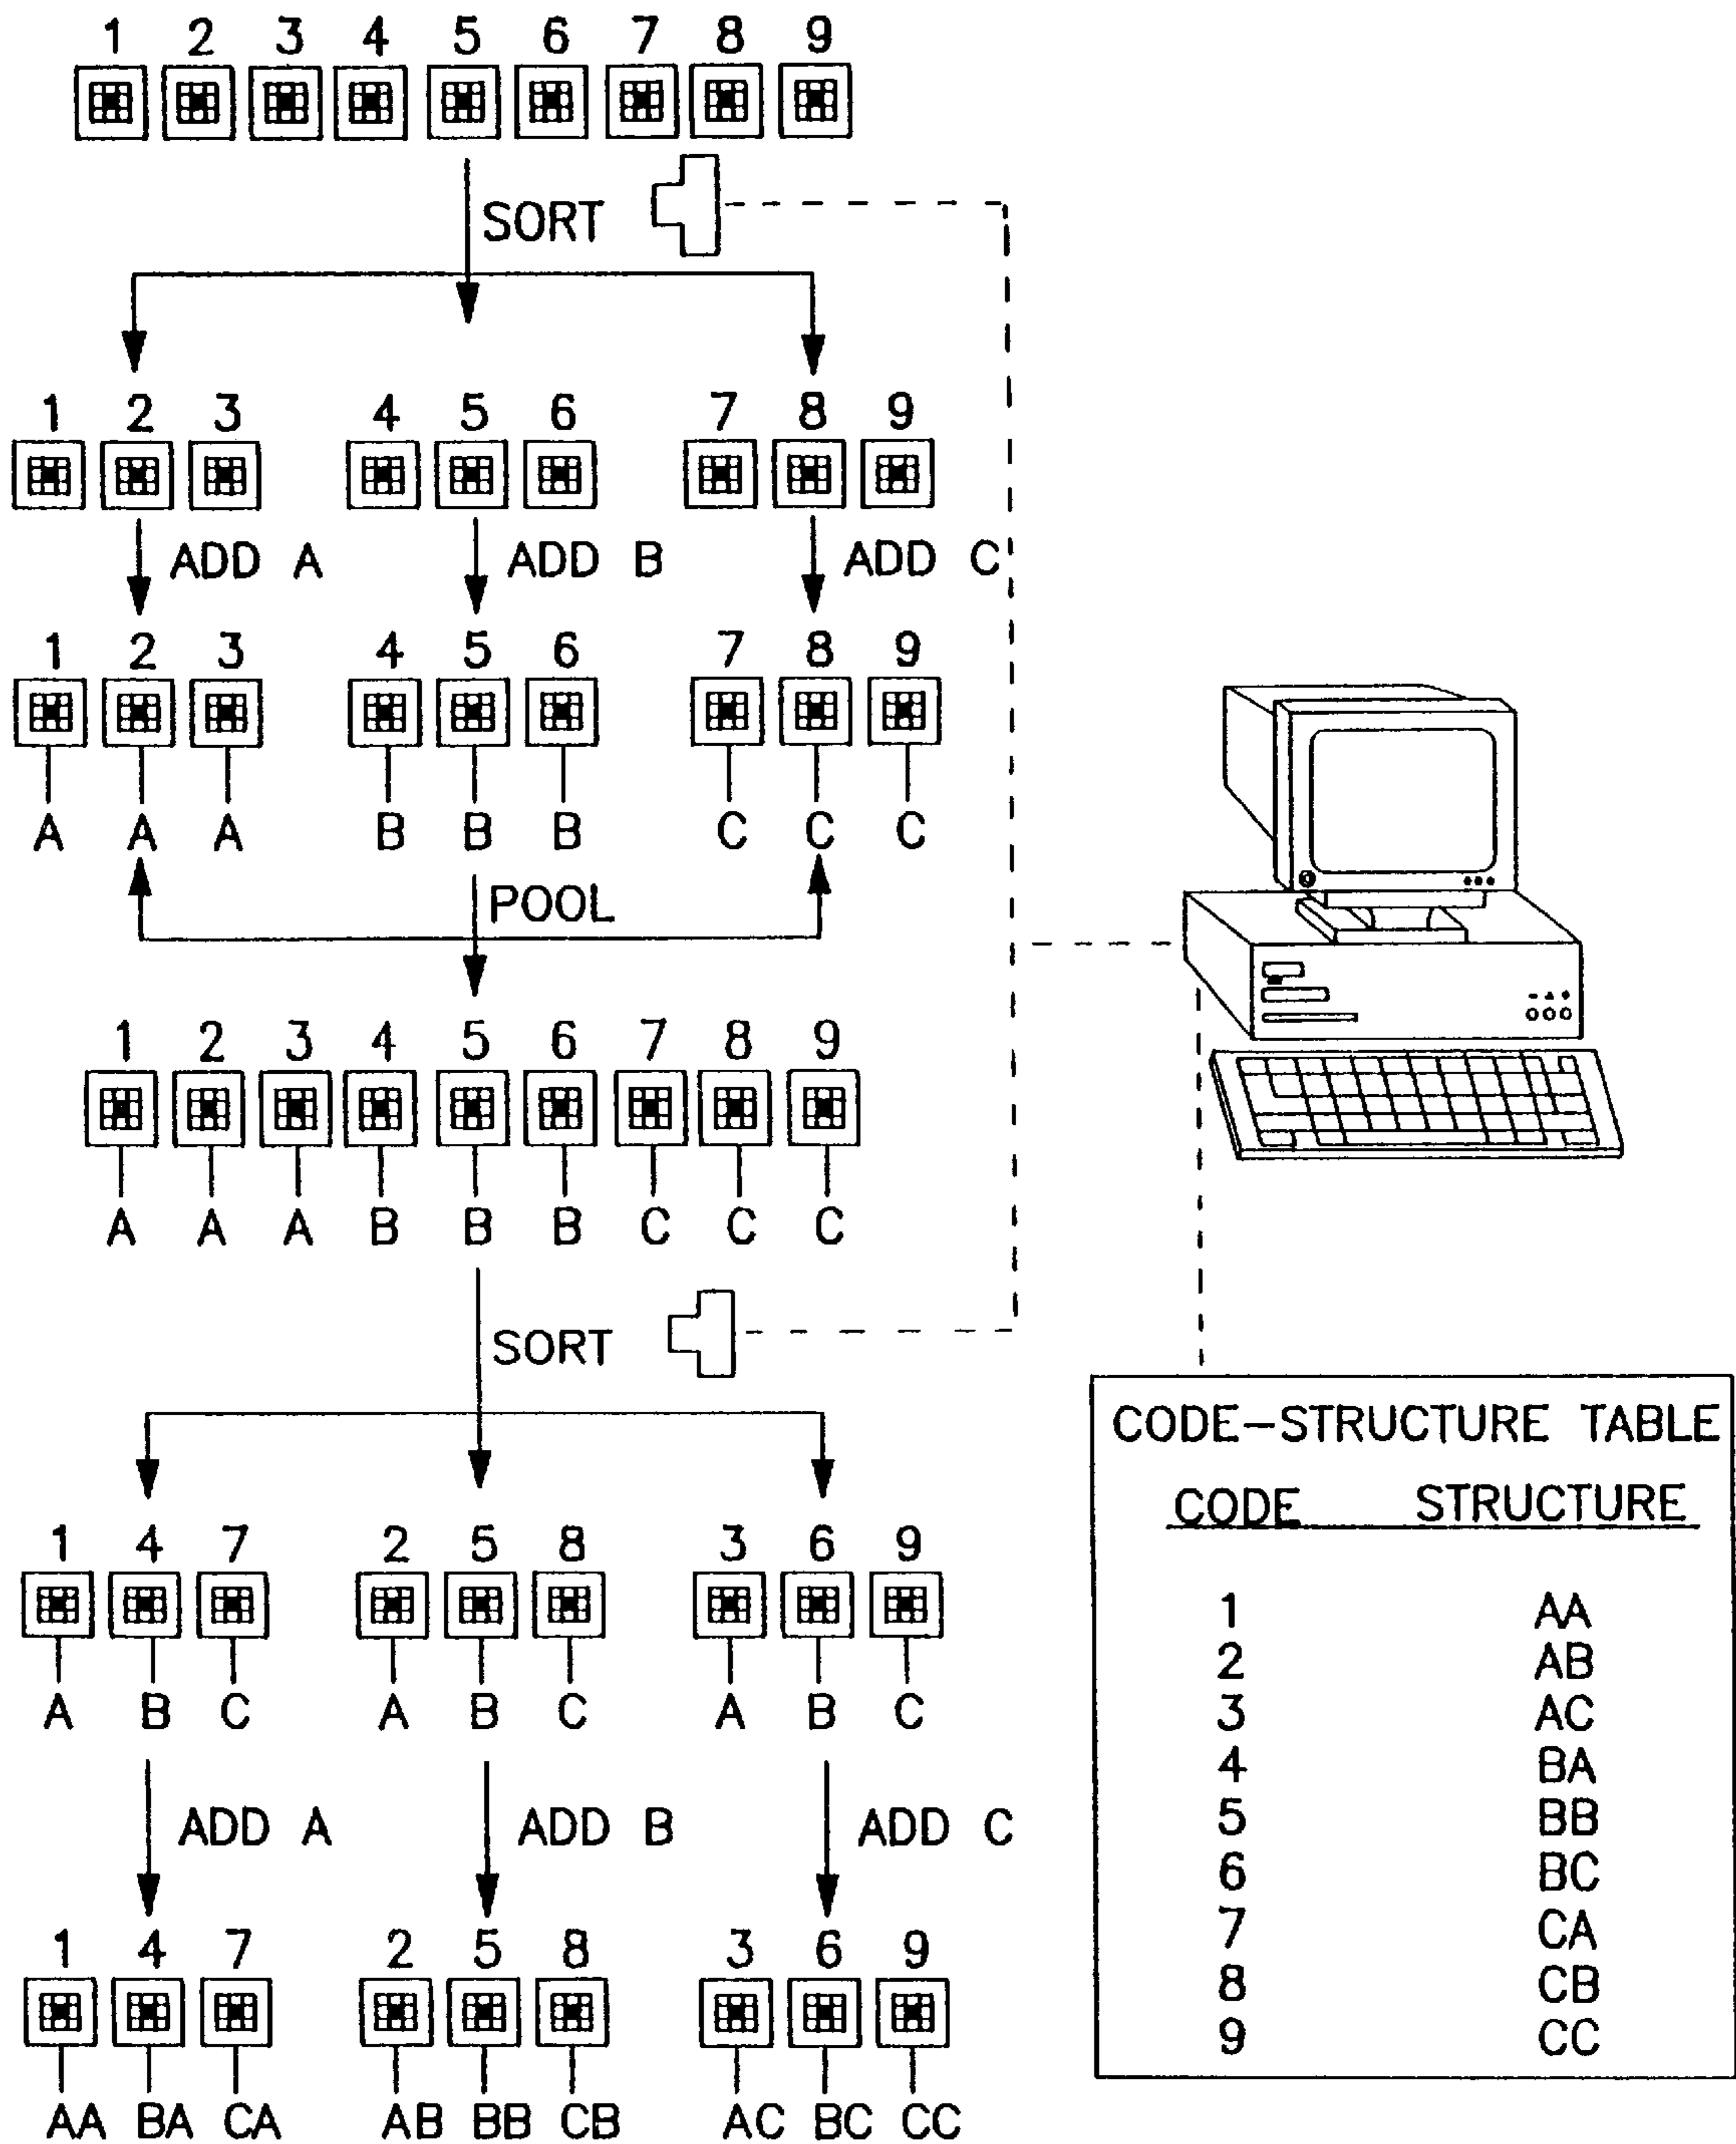 1 2 3 4 5 6 7 8 9
SORT
1 2 3 4 5 6 7 8 9
ADD A ADD B ADD C
1 2 3 4 5 6 7 8 9
A A A B B B C C C
POOL
1 2 3 4 5 6 7 8 9
A A A B B B C C C
SORT
1 4 7 2 5 8 3 6 9
A B C A B C A B C
ADD A ADD B ADD C
1 4 7 2 5 8 3 6 9
AA BA CA AB BB CB AC BC CC
CODE-STRUCTURE TABLE
CODE STRUCTURE
1 AA
2 AB
3 AC
4 BA
5 BB
6 BC
7 CA
8 CB
9 CC